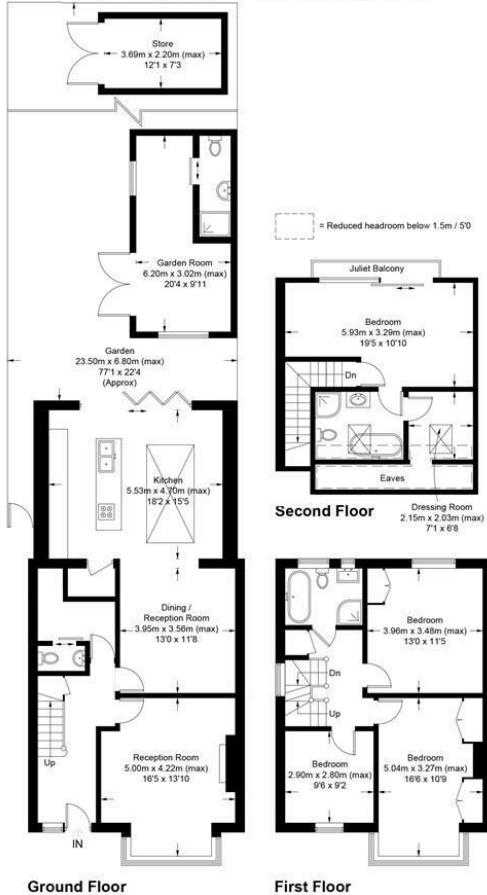 Store
3.69m x 2.20m (max)
12'1 x 7'3
Garden Room
6.20m x 3.02m (max)
20'4 x 9'11
Garden
23.50m x 6.80m (max)
77'1 x 22'4
(Approx)
Kitchen
5.53m x 4.70m (max)
18'2 x 15'5
Dining /
Reception Room
3.95m x 3.56m (max)
13'0 x 11'8
Up
Reception Room
5.00m x 4.22m (max)
16'5 x 13'10
IN
Ground Floor
= Reduced headroom below 1.5m / 5'0
Juliet Balcony
Bedroom
5.93m x 3.29m (max)
19'5 x 10'10
Dn
Eaves
Second Floor
Dressing Room
2.15m x 2.03m (max)
7'1 x 6'8
Bedroom
3.96m x 3.48m (max)
13'0 x 11'5
Dn
Up
Bedroom
2.90m x 2.80m (max)
9'6 x 9'2
Bedroom
5.04m x 3.27m (max)
16'6 x 10'9
First Floor